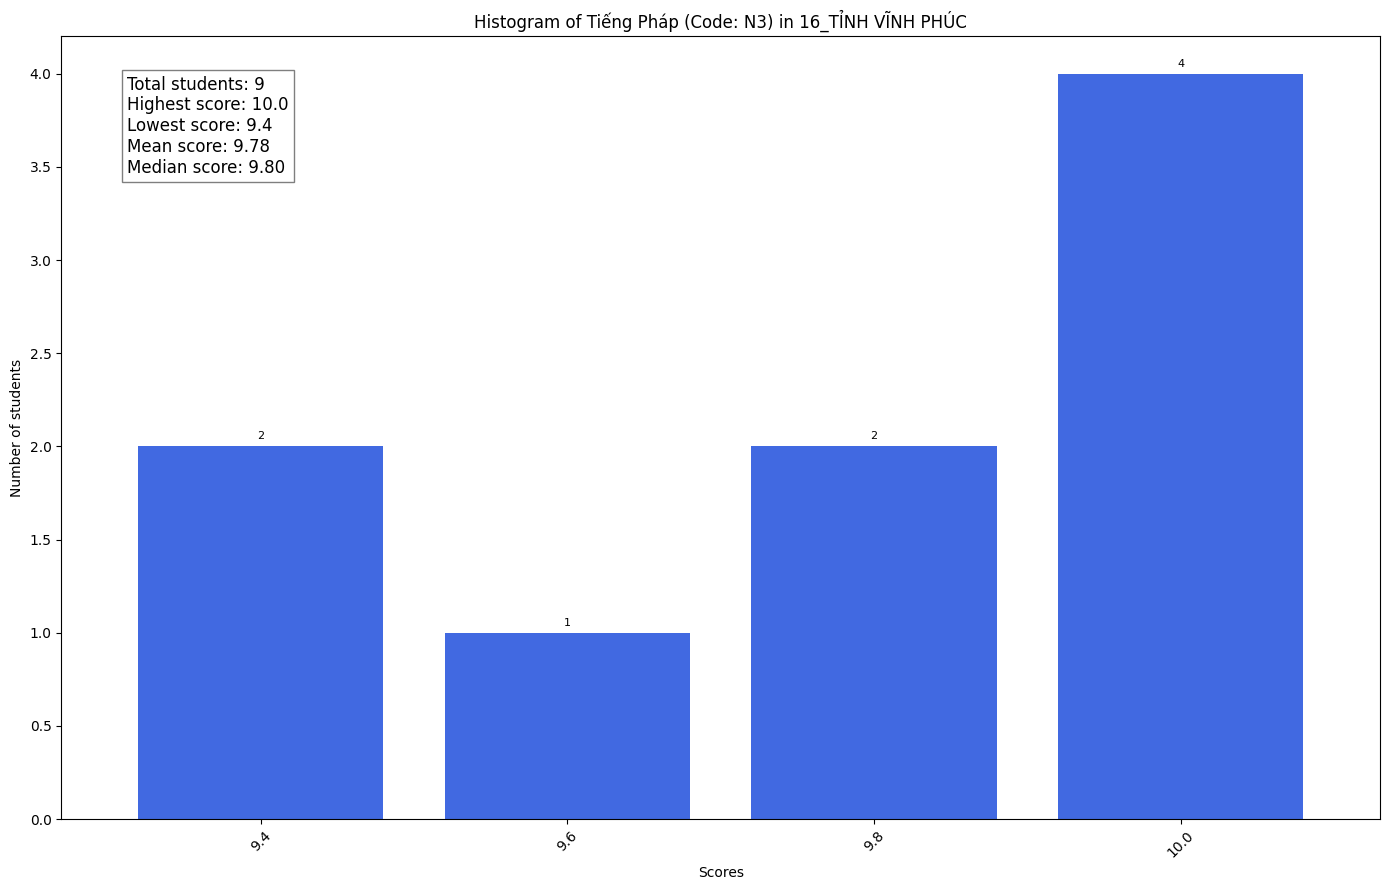 Histogram of Tiếng Pháp (Code: N3) in 16_TỈNH VĨNH PHÚC
Total students: 9
Highest score: 10.0
Lowest score: 9.4
Mean score: 9.78
Median score: 9.80
Number of students
4.0
3.5
3.0
2.5
2.0
1.5
1.0
0.5
0.0
2
1
2
4
9.4
9.6
9.8
10.0
Scores